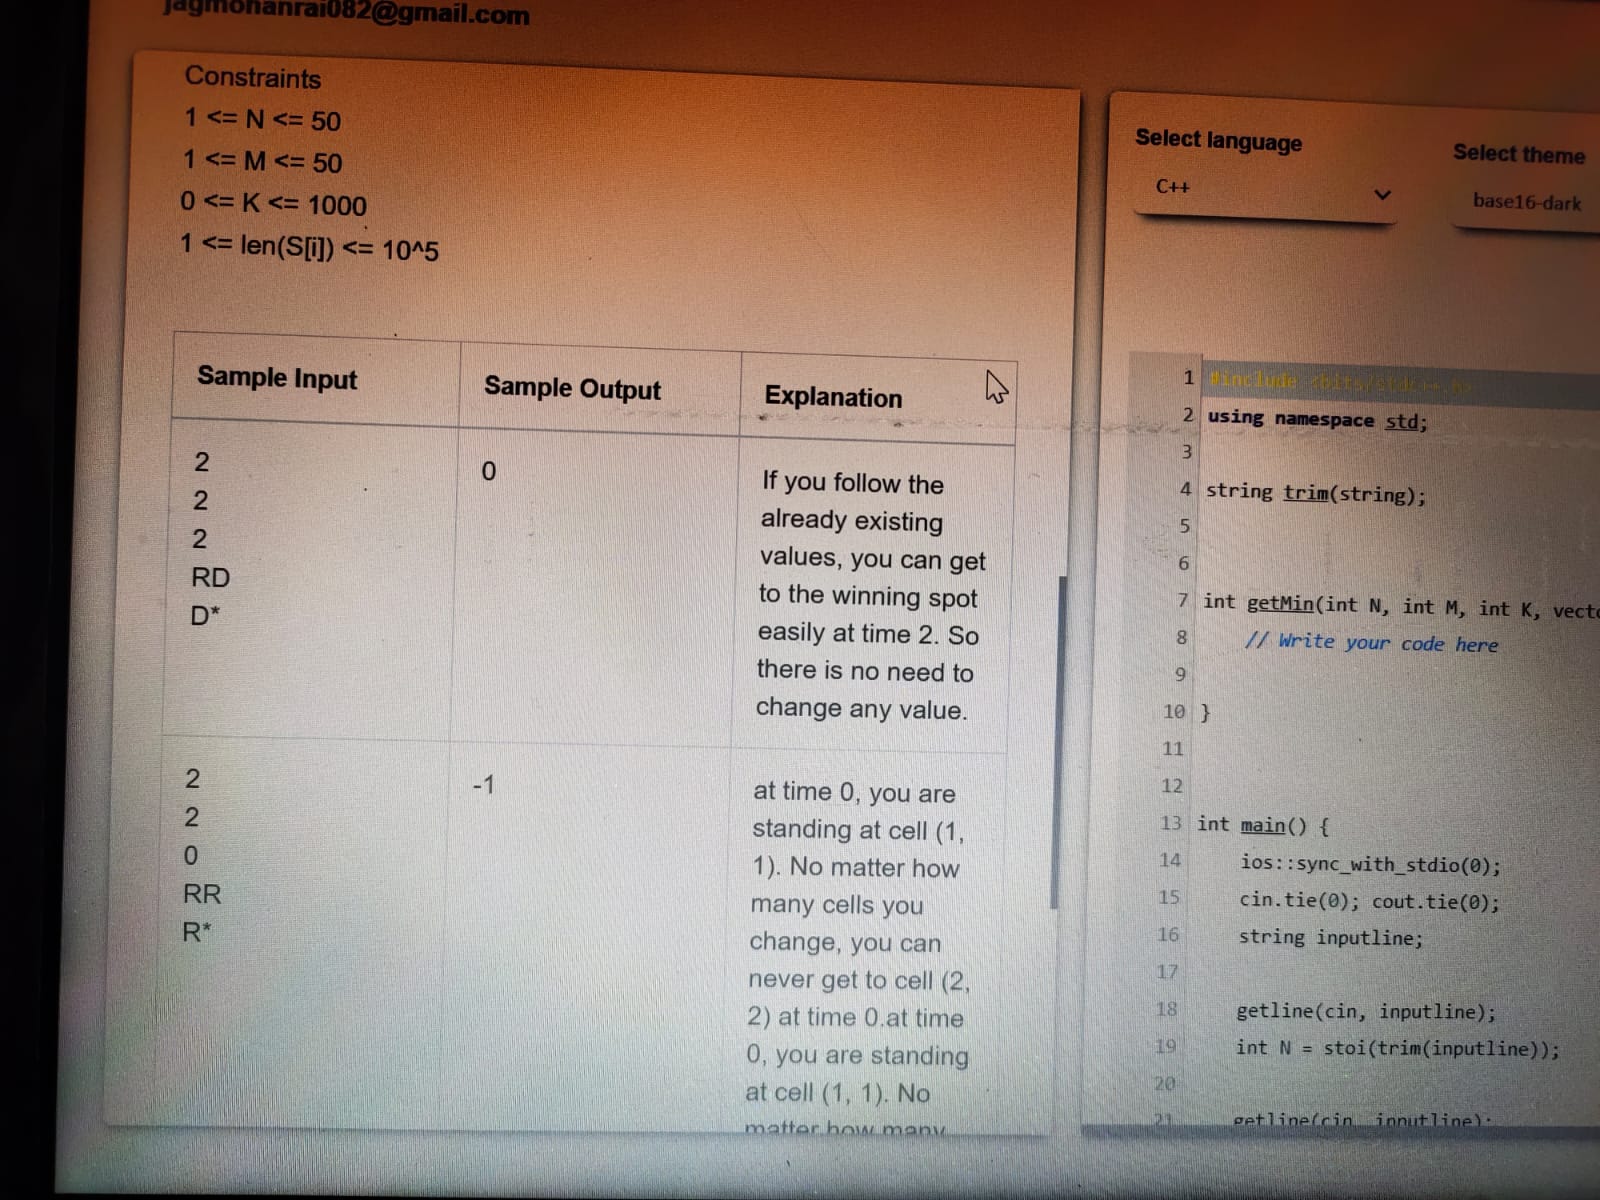 jagmohanrai082@gmail.com
Constraints
1 <= N <= 50
1 <= M <= 50
0 <= K <= 1000
1 <= len(S[i]) <= 10^5
Sample Input
Sample Output
Explanation
2
2
2
RD
D*
0
If you follow the
already existing
values, you can get
to the winning spot
easily at time 2. So
there is no need to
change any value.
2
2
0
RR
R*
-1
at time 0, you are
standing at cell (1,
1). No matter how
many cells you
change, you can
never get to cell (2,
2) at time 0.at time
0, you are standing
at cell (1, 1). No
matter how many
Select language
C++
Select theme
base16-dark
1 #include <bits/stdc++.h>
2 using namespace std;
3
4 string trim(string);
5
6
7 int getMin(int N, int M, int K, vect
8 // Write your code here
9
10 }
11
12
13 int main() {
14 ios::sync_with_stdio(0);
15 cin.tie(0); cout.tie(0);
16 string inputline;
17
18 getline(cin, inputline);
19 int N = stoi(trim(inputline));
20
21 getline(cin, inputline);